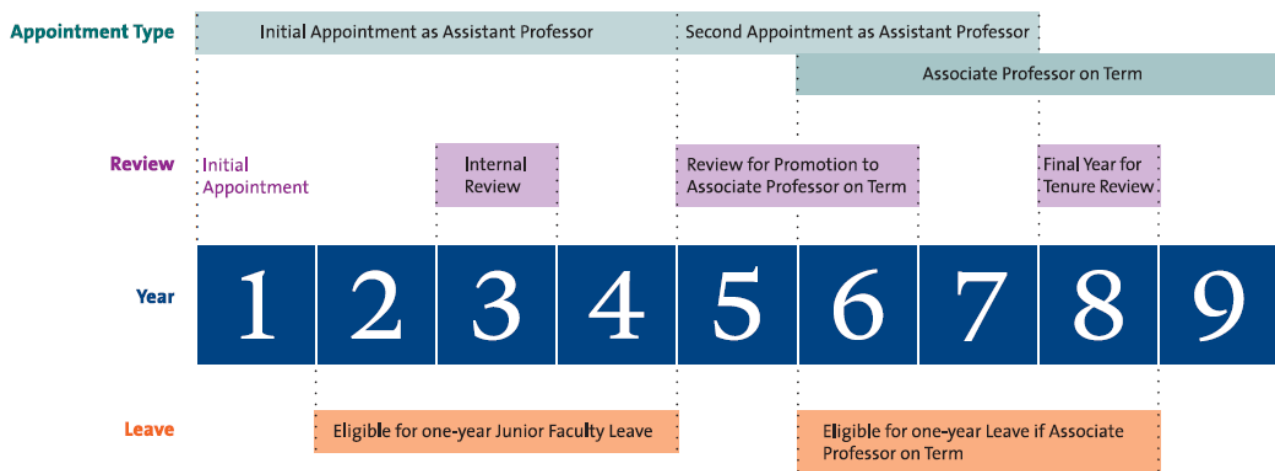 Appointment Type
Initial Appointment as Assistant Professor
Second Appointment as Assistant Professor
Associate Professor on Term
Review
Initial
Appointment
Internal
Review
Review for Promotion to
Associate Professor on Term
Final Year for
Tenure Review
Year
1 2 3 4 5 6 7 8 9
Leave
Eligible for one-year Junior Faculty Leave
Eligible for one-year Leave if Associate
Professor on Term